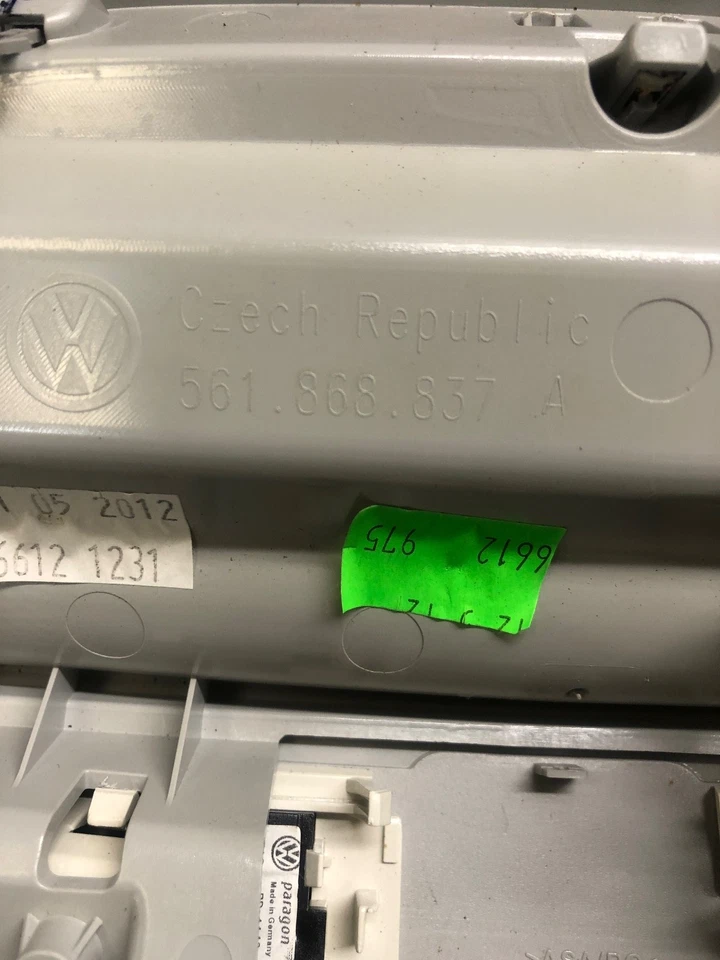 Czech Republic
561.868.837 A
05 2012
6612 1231
6612 975
paragon
Made in Germany